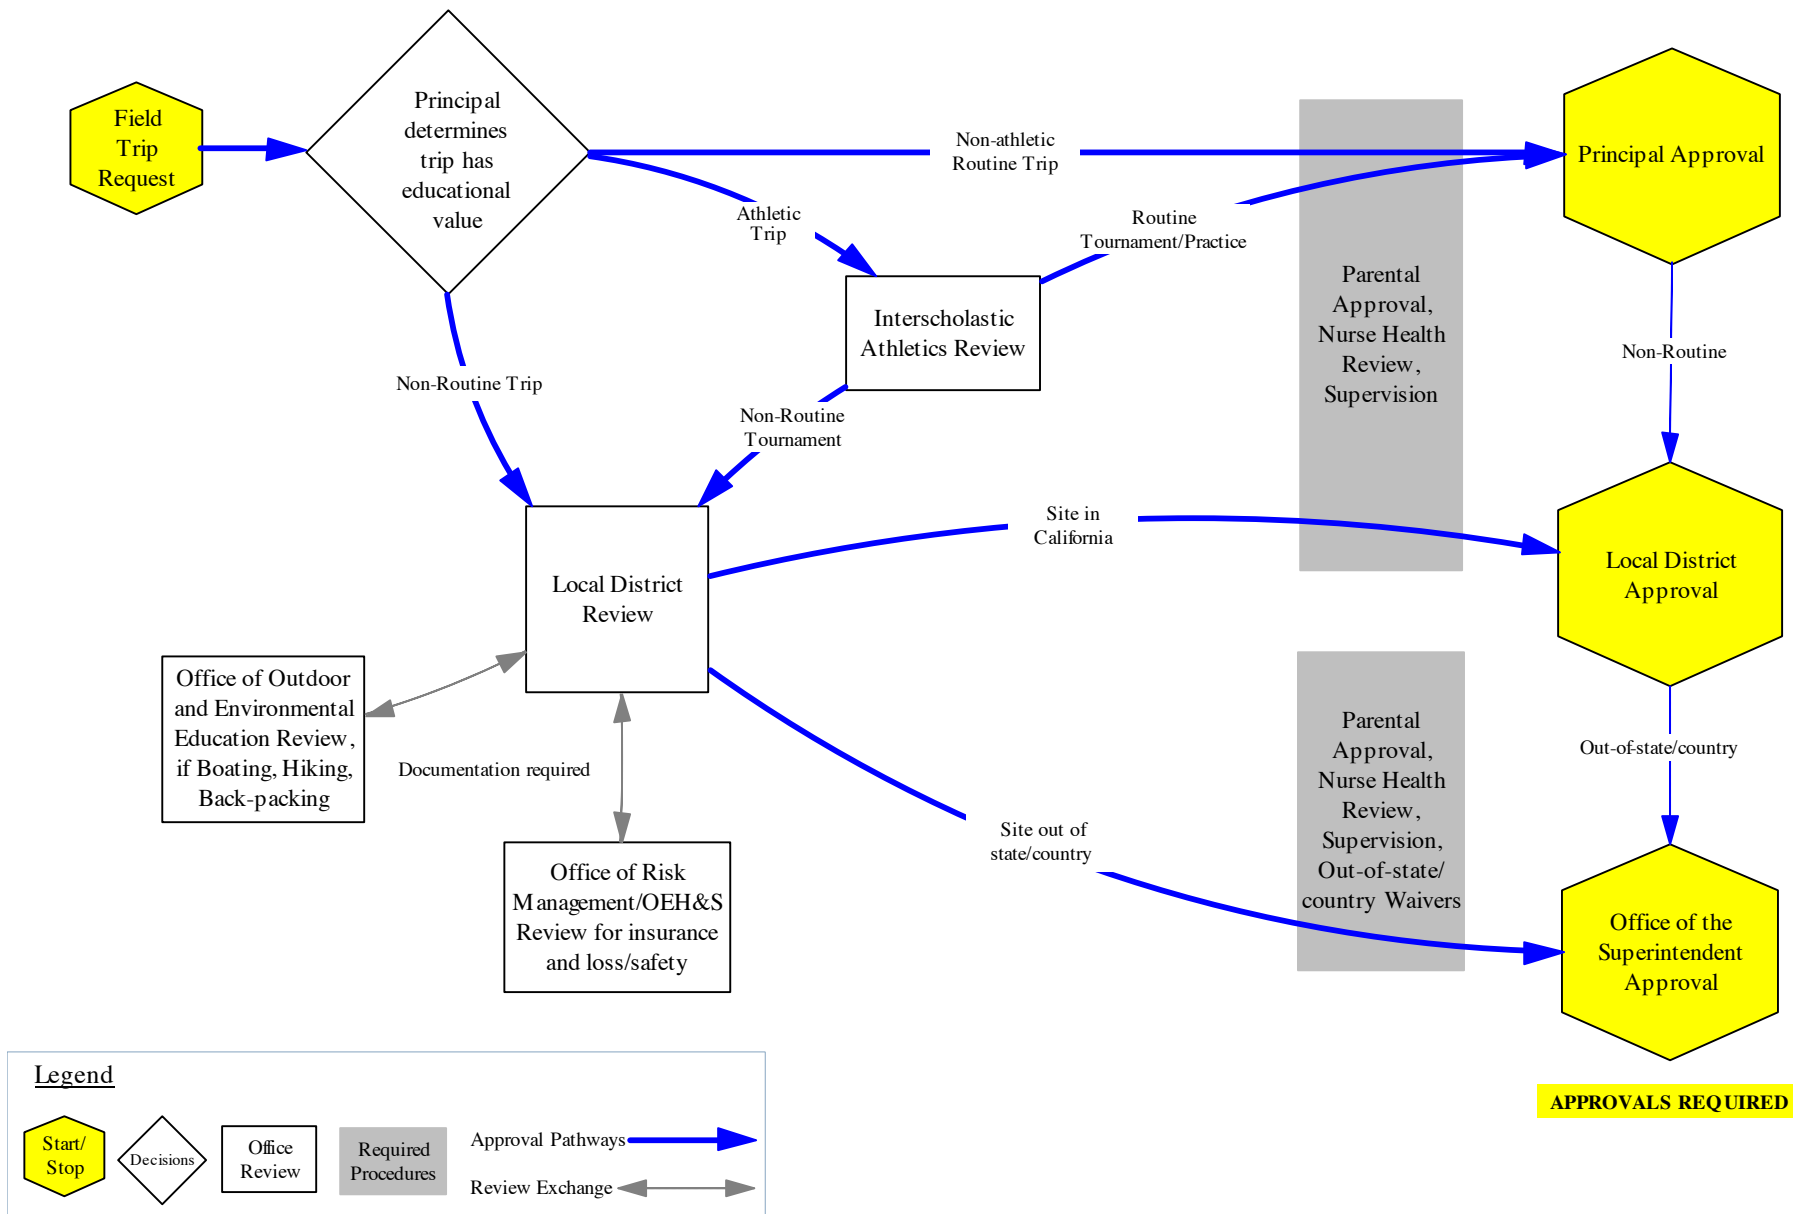 Field
Trip
Request
Principal
determines
trip has
educational
value
Non-athletic
Routine Trip
Principal Approval
Athletic
Trip
Routine
Tournament/Practice
Interscholastic
Athletics Review
Parental
Approval,
Nurse Health
Review,
Supervision
Non-Routine
Non-Routine Trip
Non-Routine
Tournament
Site in
California
Local District
Review
Local District
Approval
Office of Outdoor
and Environmental
Education Review,
if Boating, Hiking,
Back-packing
Documentation required
Office of Risk
Management/OEH&S
Review for insurance
and loss/safety
Site out of
state/country
Parental
Approval,
Nurse Health
Review,
Supervision,
Out-of-state/
country Waivers
Out-of-state/country
Office of the
Superintendent
Approval
APPROVALS REQUIRED
Legend
Start/
Stop
Decisions
Office
Review
Required
Procedures
Approval Pathways
Review Exchange